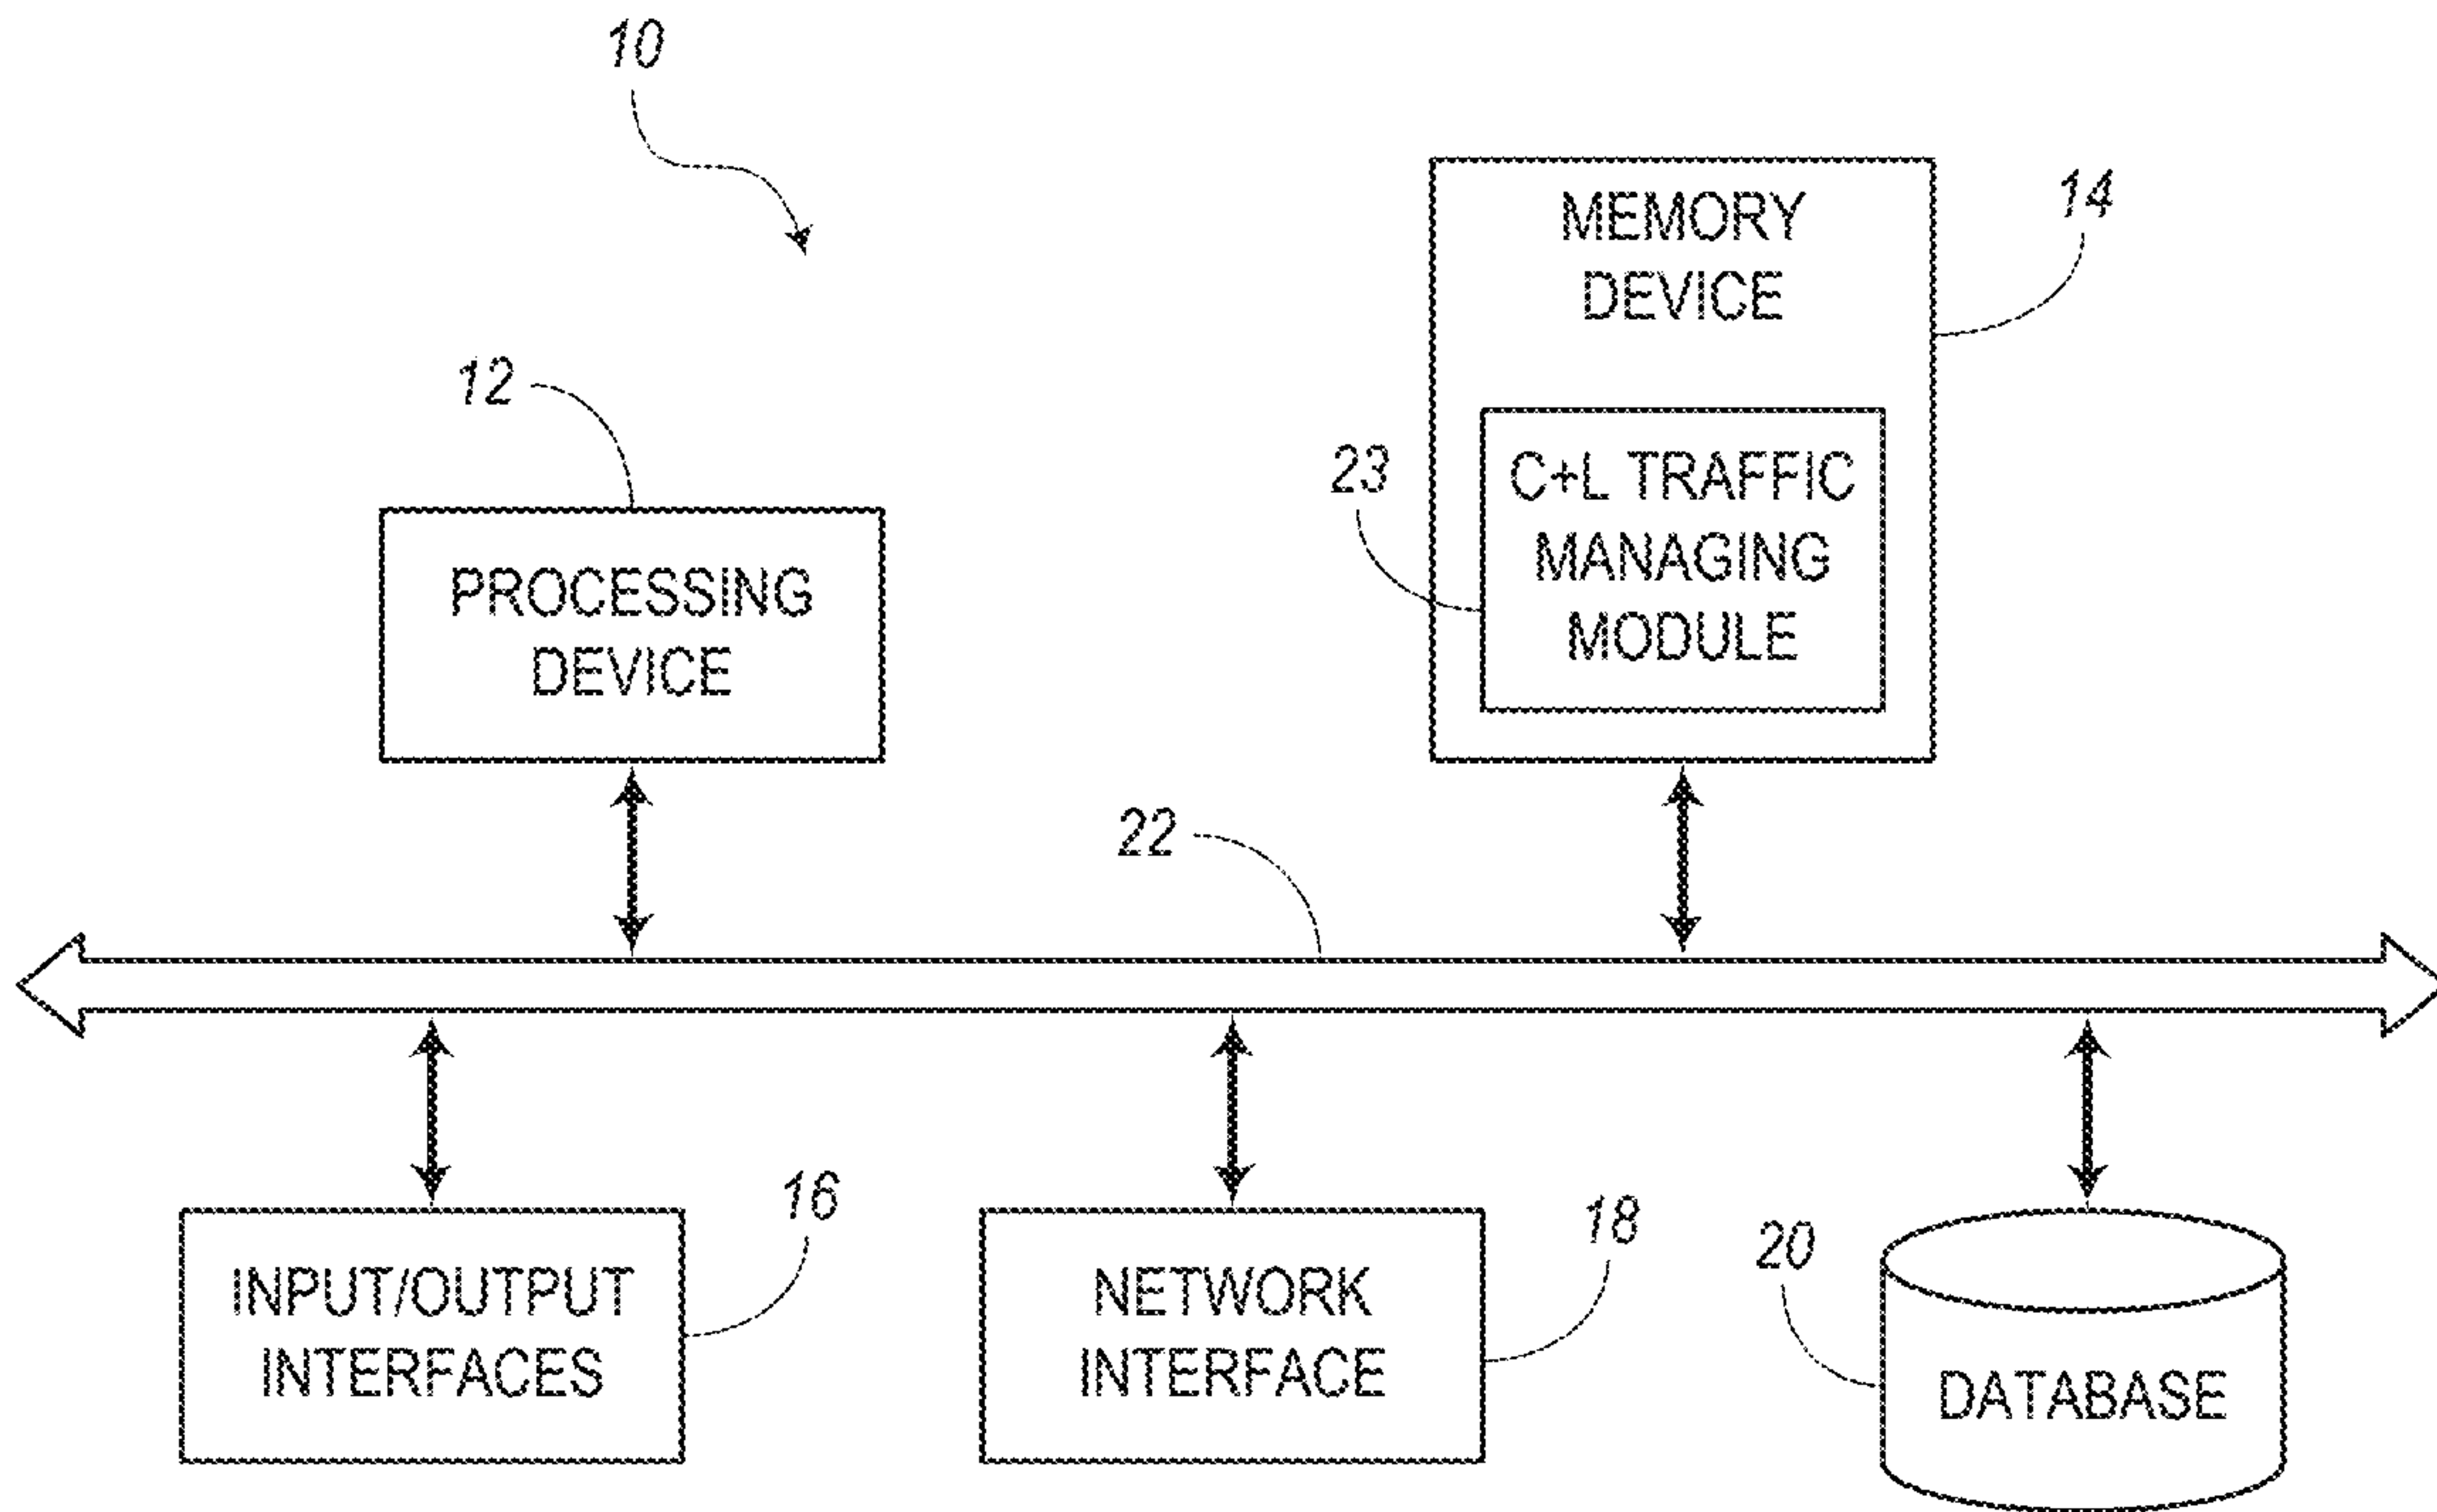 10
14
MEMORY
DEVICE
12
23
C+L TRAFFIC
MANAGING
MODULE
PROCESSING
DEVICE
22
16
18
20
INPUT/OUTPUT
INTERFACES
NETWORK
INTERFACE
DATABASE